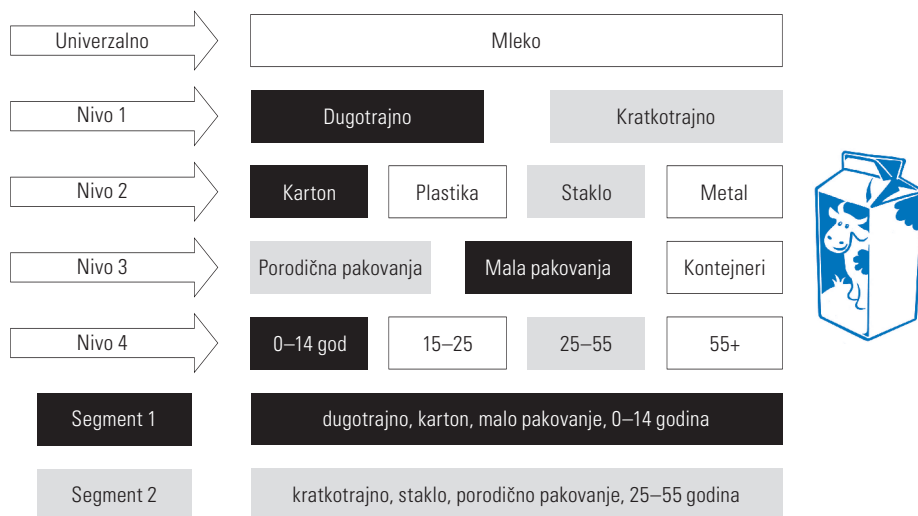 Univerzalno
Mleko
Nivo 1
Dugotrajno
Kratkotrajno
Nivo 2
Karton
Plastika
Staklo
Metal
Nivo 3
Porodična pakovanja
Mala pakovanja
Kontejneri
Nivo 4
0–14 god
15–25
25–55
55+
Segment 1
dugotrajno, karton, malo pakovanje, 0–14 godina
Segment 2
kratkotrajno, staklo, porodično pakovanje, 25–55 godina